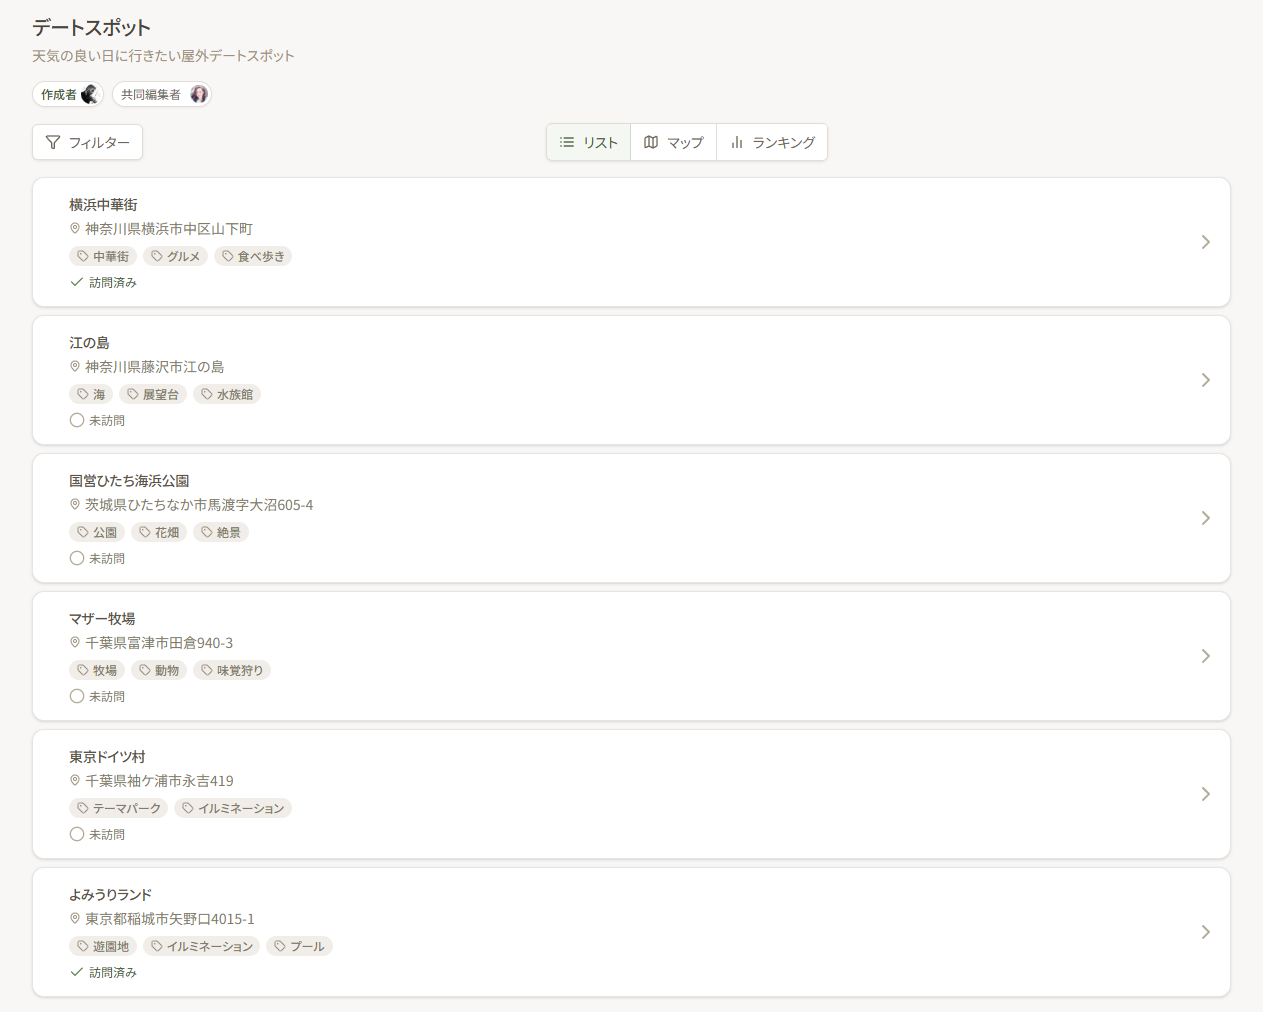 デートスポット
天気の良い日に行きたい屋外デートスポット
作成者 共同編集者
フィルター リスト マップ ランキング
横浜中華街
神奈川県横浜市中区山下町
中華街 グルメ 食べ歩き
訪問済み
江の島
神奈川県藤沢市江の島
海 展望台 水族館
未訪問
国営ひたち海浜公園
茨城県ひたちなか市馬渡字大沼605-4
公園 花畑 絶景
未訪問
マザー牧場
千葉県富津市田倉940-3
牧場 動物 味覚狩り
未訪問
東京ドイツ村
千葉県袖ケ浦市永吉419
テーマパーク イルミネーション
未訪問
よみうりランド
東京都稲城市矢野口4015-1
遊園地 イルミネーション プール
訪問済み